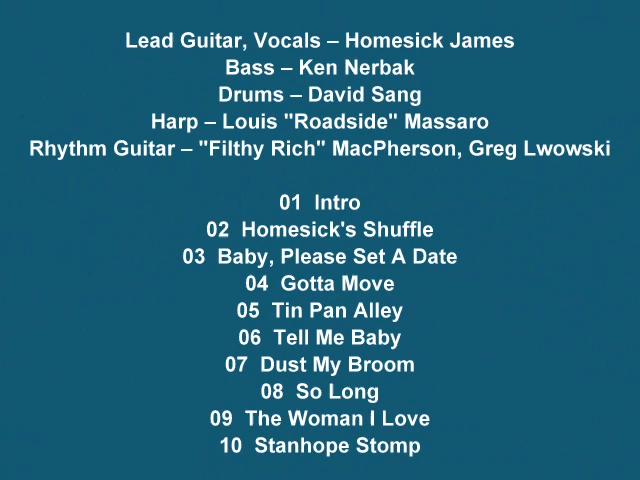 Lead Guitar, Vocals – Homesick James
Bass – Ken Nerbak
Drums – David Sang
Harp – Louis "Roadside" Massaro
Rhythm Guitar – "Filthy Rich" MacPherson, Greg Lwowski
01 Intro
02 Homesick's Shuffle
03 Baby, Please Set A Date
04 Gotta Move
05 Tin Pan Alley
06 Tell Me Baby
07 Dust My Broom
08 So Long
09 The Woman I Love
10 Stanhope Stomp